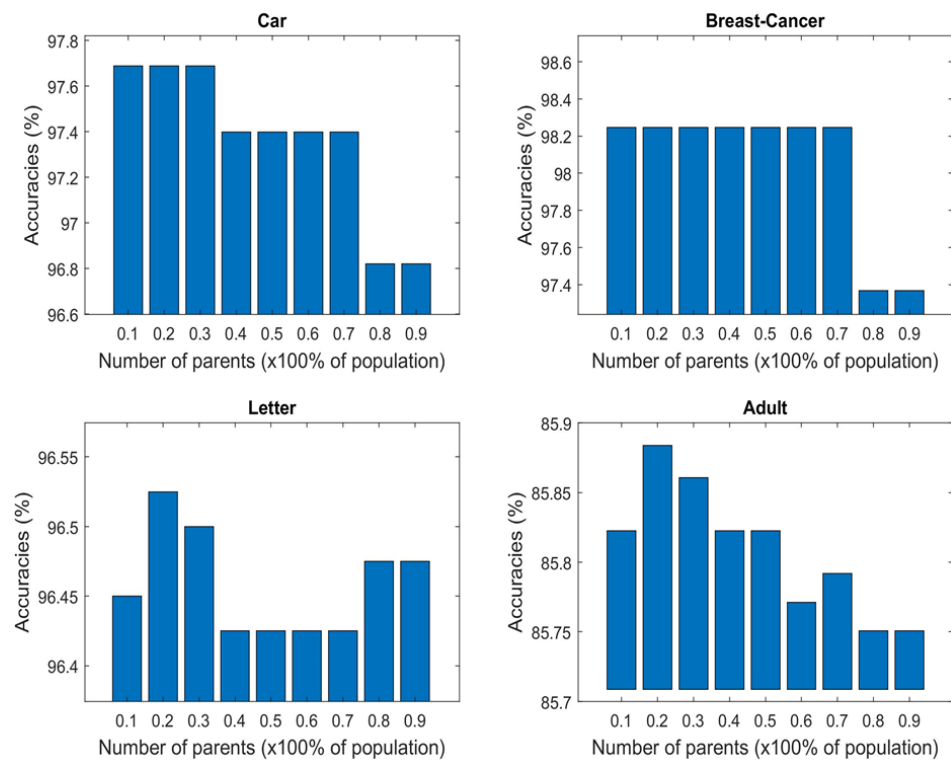 Car
97.8
97.6
97.4
97.2
97
96.8
96.6
Accuracies (%)
0.1 0.2 0.3 0.4 0.5 0.6 0.7 0.8 0.9
Number of parents (x100% of population)
Breast-Cancer
98.6
98.4
98.2
98
97.8
97.6
97.4
Accuracies (%)
0.1 0.2 0.3 0.4 0.5 0.6 0.7 0.8 0.9
Number of parents (x100% of population)
Letter
96.55
96.5
96.45
96.4
Accuracies (%)
0.1 0.2 0.3 0.4 0.5 0.6 0.7 0.8 0.9
Number of parents (x100% of population)
Adult
85.9
85.85
85.8
85.75
85.7
Accuracies (%)
0.1 0.2 0.3 0.4 0.5 0.6 0.7 0.8 0.9
Number of parents (x100% of population)